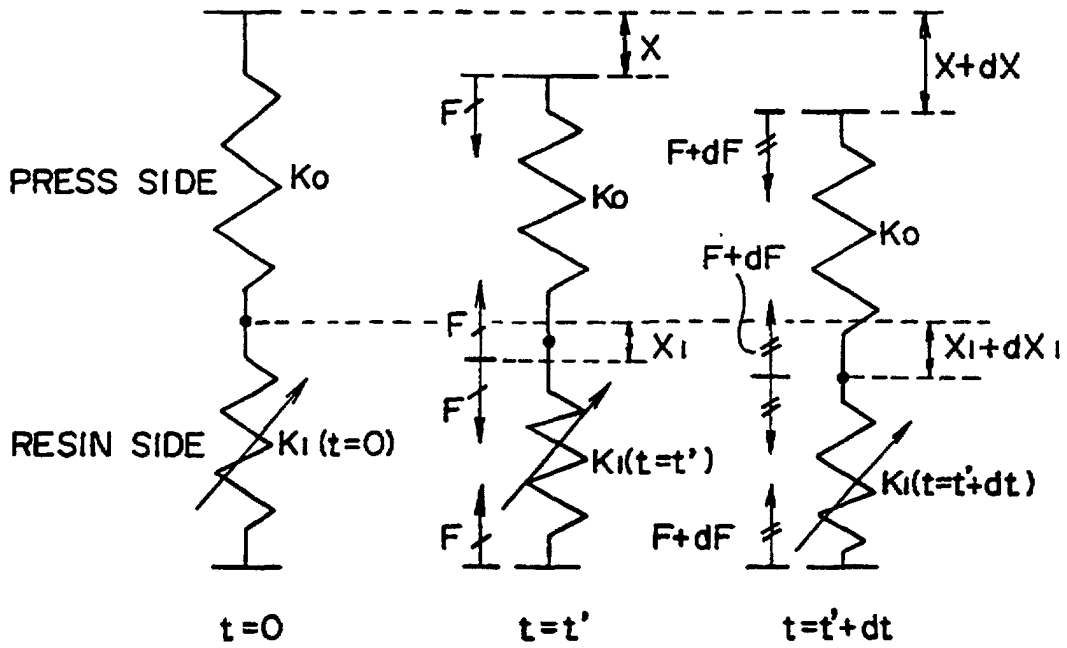 X
X+dX
F
F+dF
PRESS SIDE
Ko
Ko
Ko
F+dF
F
X1
X1+dX1
F
RESIN SIDE
K1(t=0)
K1(t=t')
K1(t=t'+dt)
F
F+dF
t=0
t=t'
t=t'+dt